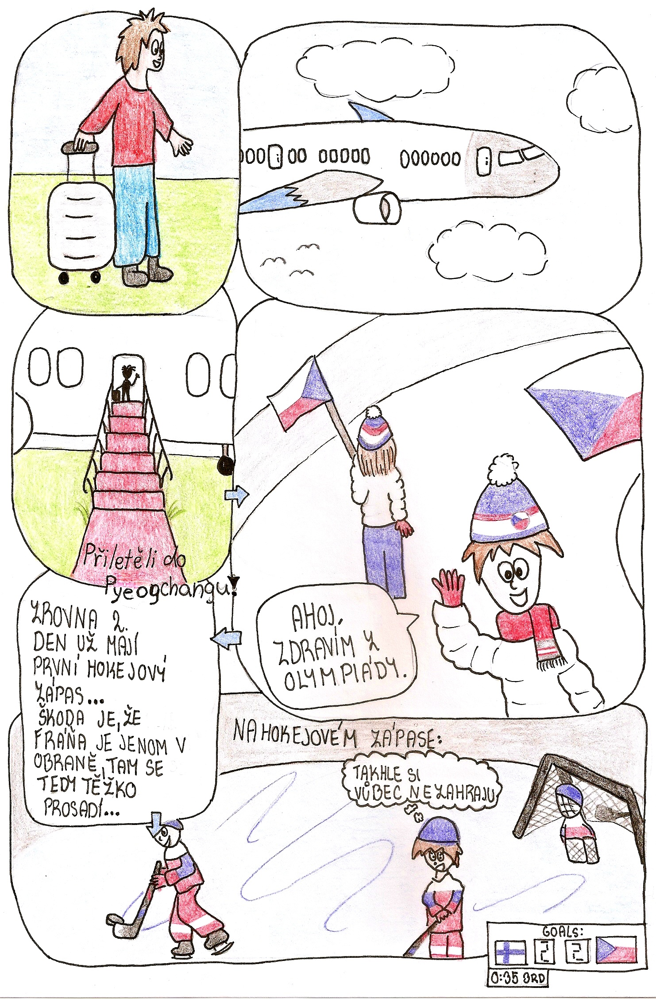 Přiletěli do
Pyeogchangu.
AHOJ,
ZDRAVÍM Z
OLYMPIÁDY.
ZROVNA 2.
DEN UŽ MAJÍ
PRVNÍ HOKEJOVÝ
ZÁPAS...
ŠKODA JE, ŽE
FRÁŇA JE JENOM V
OBRANĚ, TAM SE
TEDY TĚŽKO
PROSADÍ...
NA HOKEJOVÉM ZÁPASE:
TAKHLE SI
VŮBEC NEZAHRAJU
GOALS:
2 2
0:35 3RD